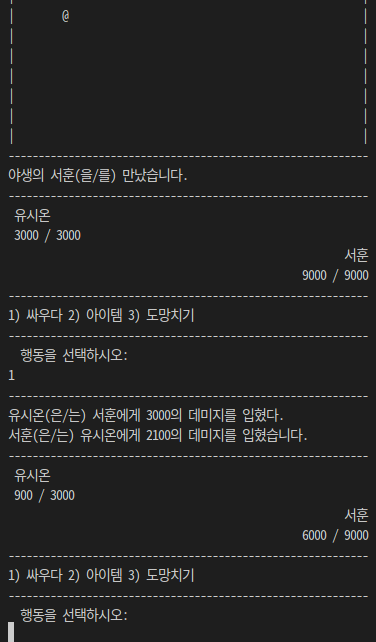 @
야생의 서훈(을/를) 만났습니다.
유시온
3000 / 3000
서훈
9000 / 9000
1) 싸우다 2) 아이템 3) 도망치기
행동을 선택하시오:
1
유시온(은/는) 서훈에게 3000의 데미지를 입혔다.
서훈(은/는) 유시온에게 2100의 데미지를 입혔습니다.
유시온
900 / 3000
서훈
6000 / 9000
1) 싸우다 2) 아이템 3) 도망치기
행동을 선택하시오: